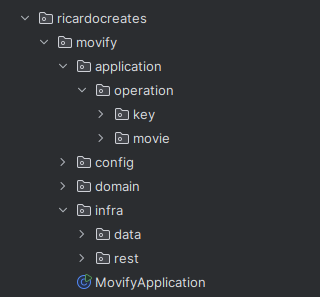 ricardocreates
movify
application
operation
key
movie
config
domain
infra
data
rest
MovifyApplication